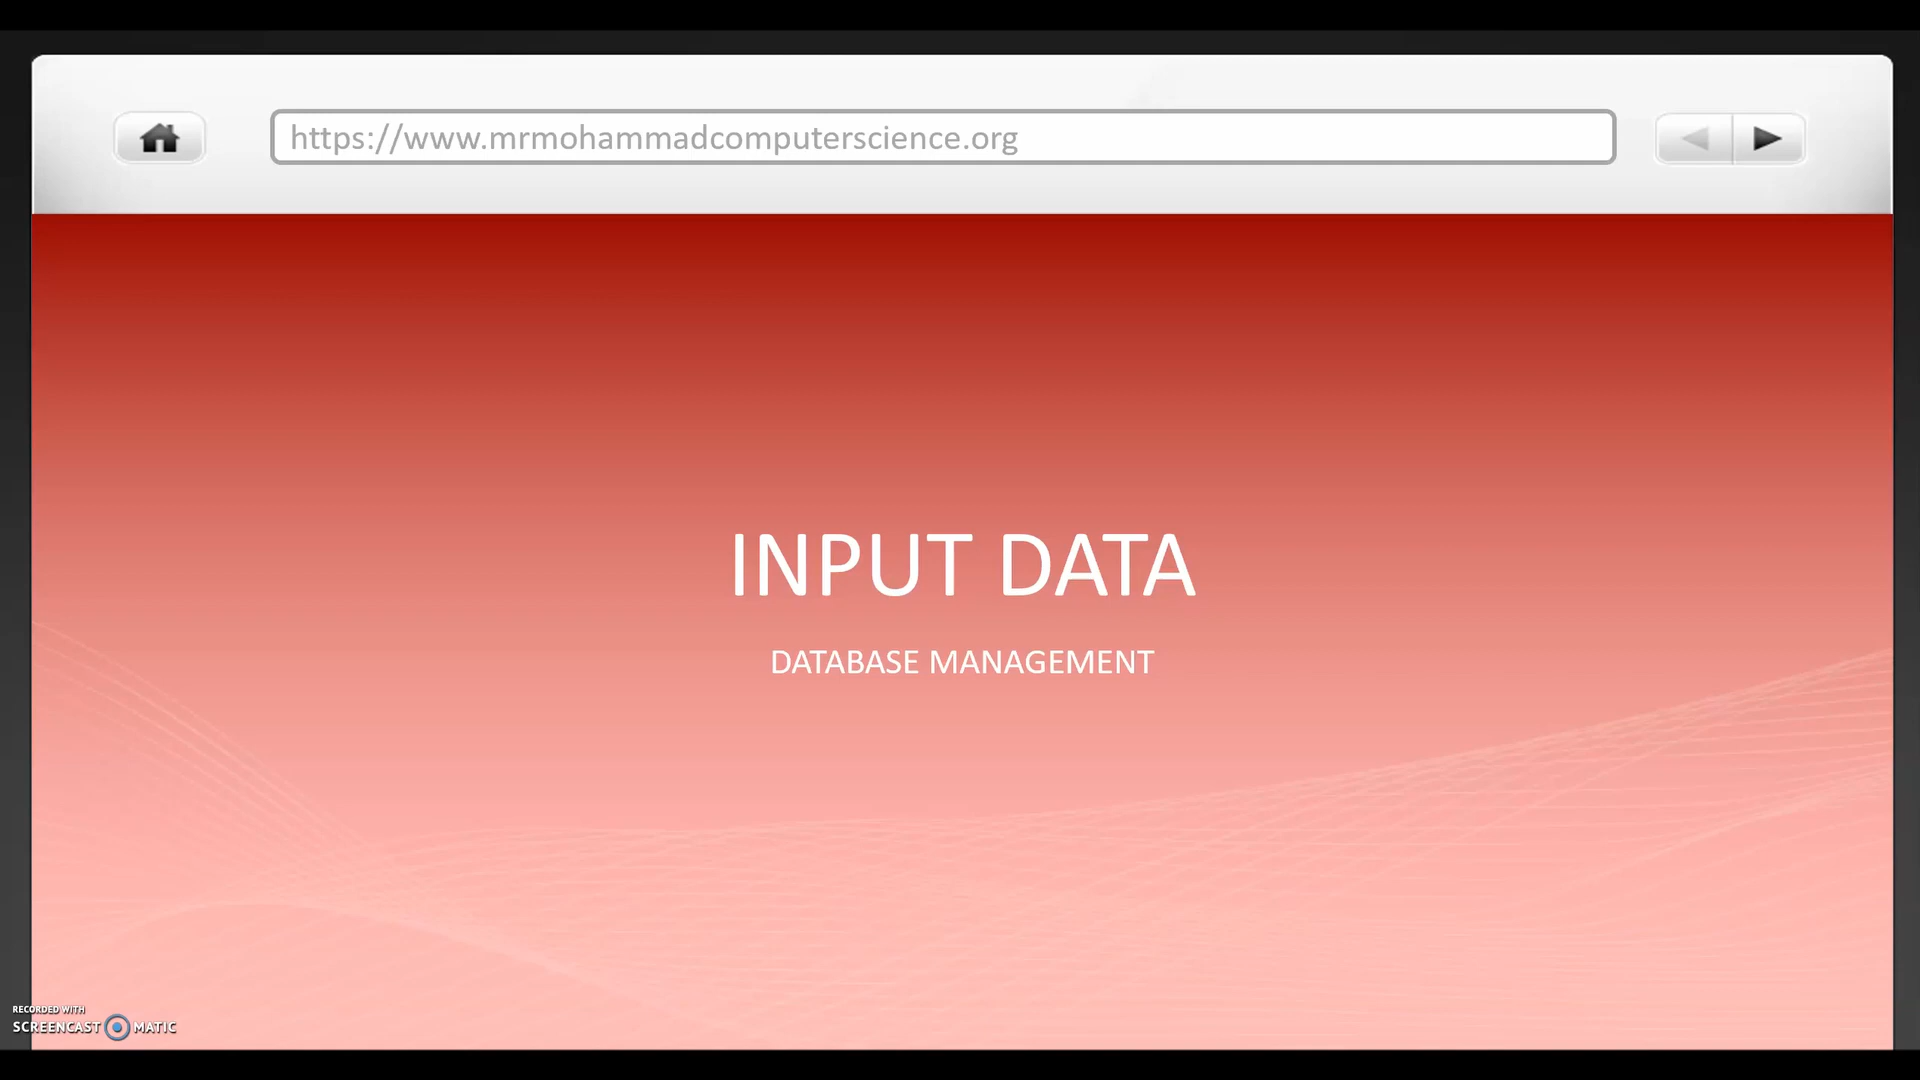 https://www.mrmohammadcomputerscience.org
INPUT DATA
DATABASE MANAGEMENT
RECORDED WITH
SCREENCAST MATIC